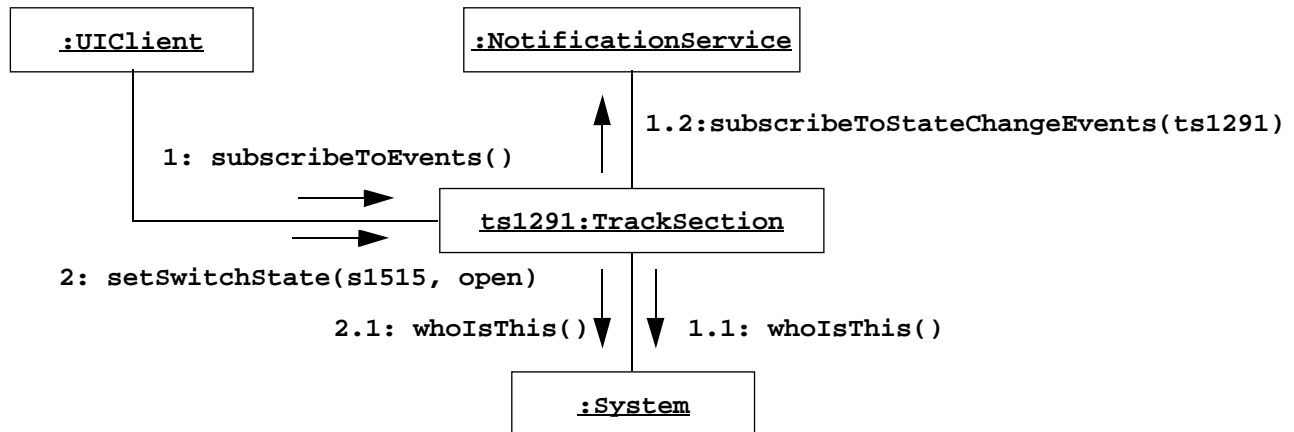 :UIClient
:NotificationService
1.2:subscribeToStateChangeEvents(ts1291)
1: subscribeToEvents()
ts1291:TrackSection
2: setSwitchState(s1515, open)
2.1: whoIsThis()
1.1: whoIsThis()
:System